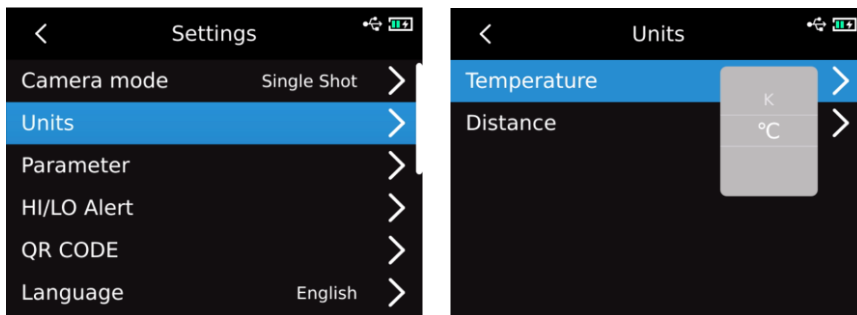 Settings
Camera mode Single Shot
Units
Parameter
HI/LO Alert
QR CODE
Language English
Units
Temperature
K
Distance
°C